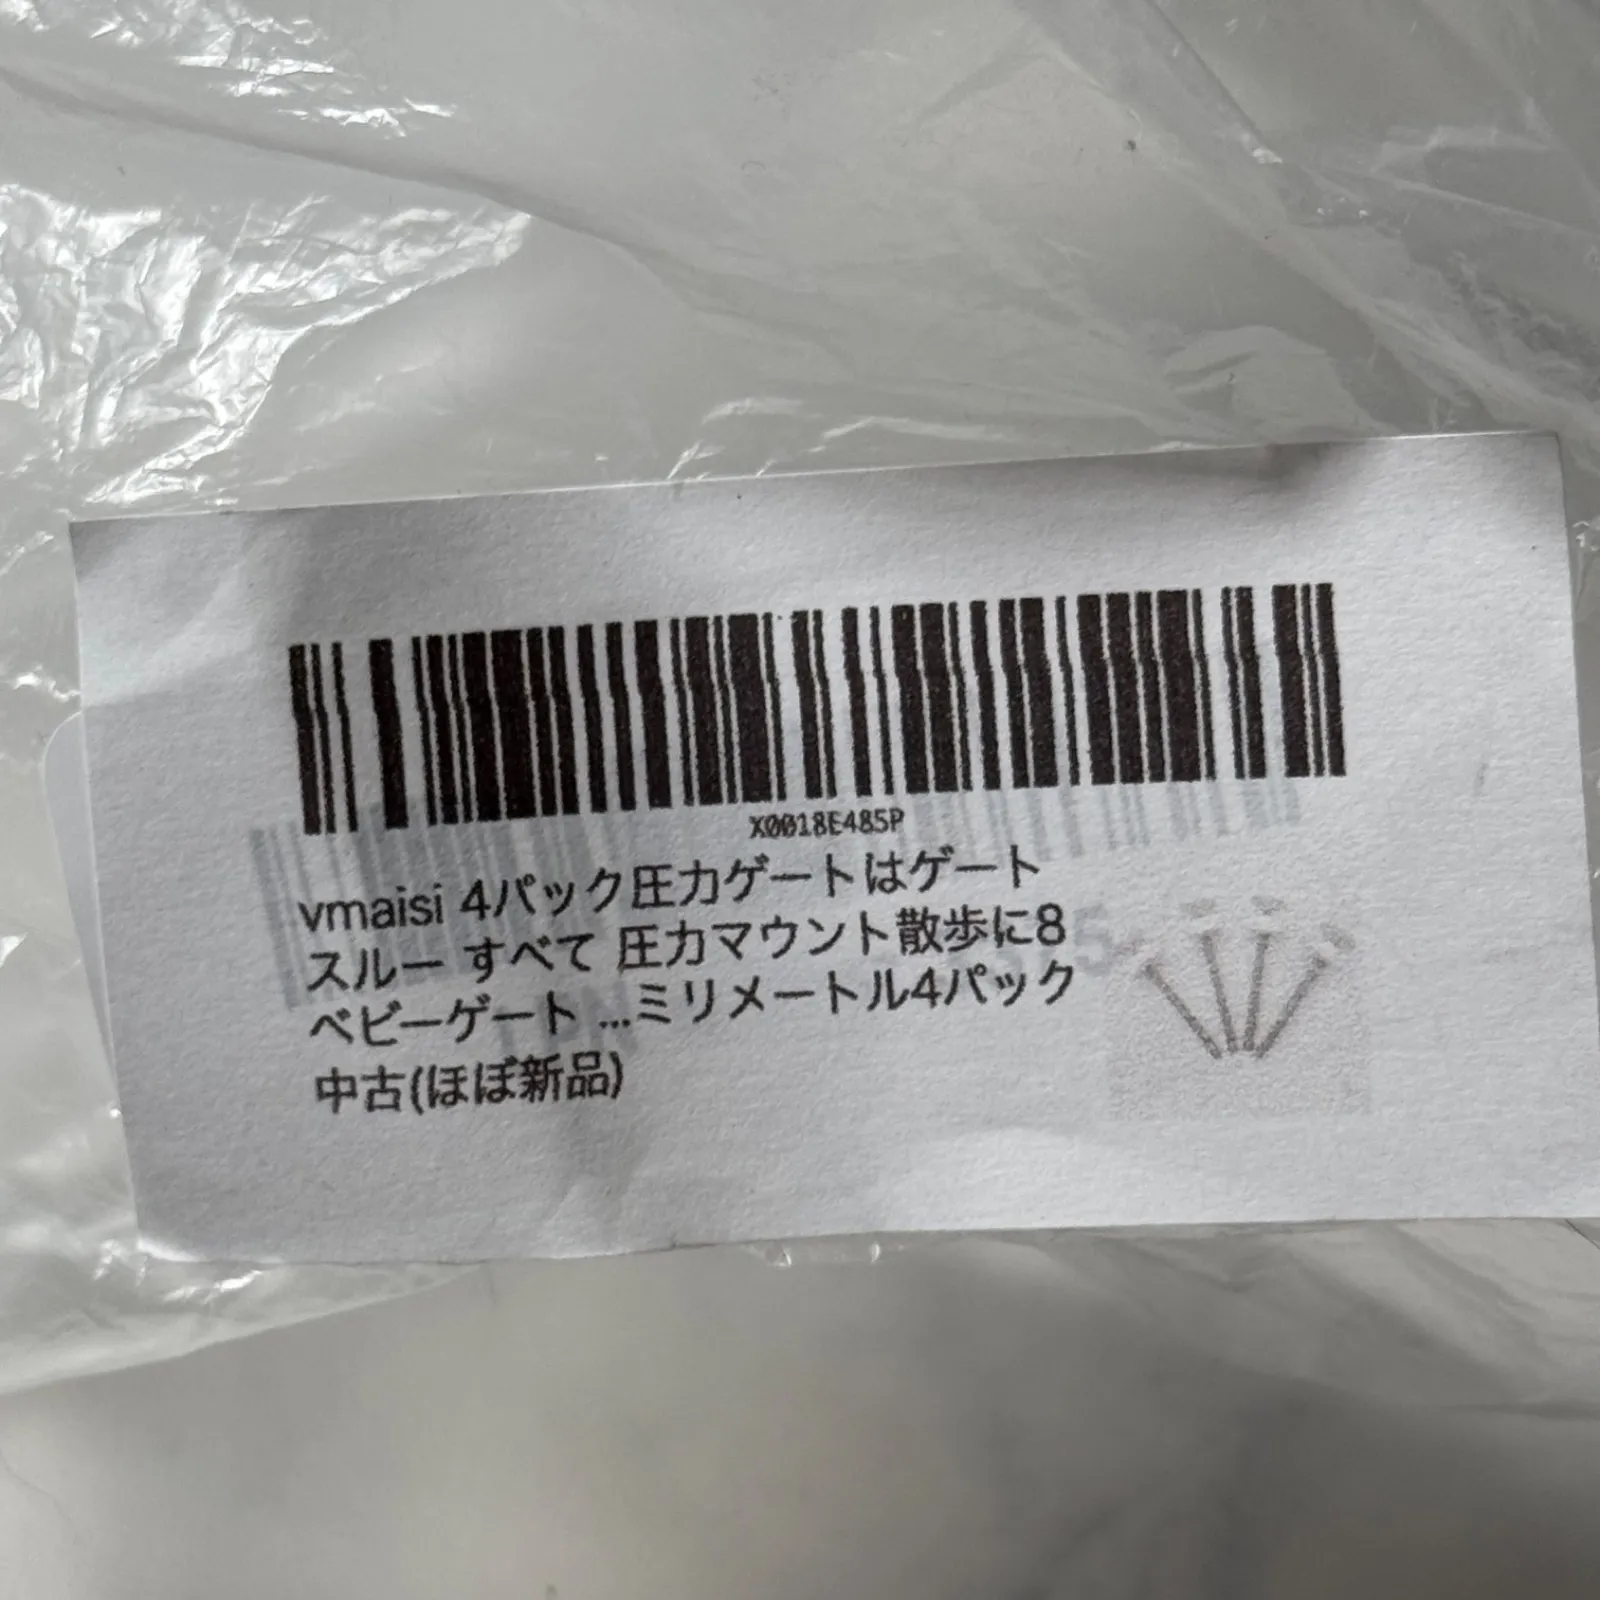 X0018E485P
vmaisi 4パック圧力ゲートはゲート
スルー すべて 圧力マウント散歩に8
ベビーゲート ...ミリメートル4パック
中古(ほぼ新品)